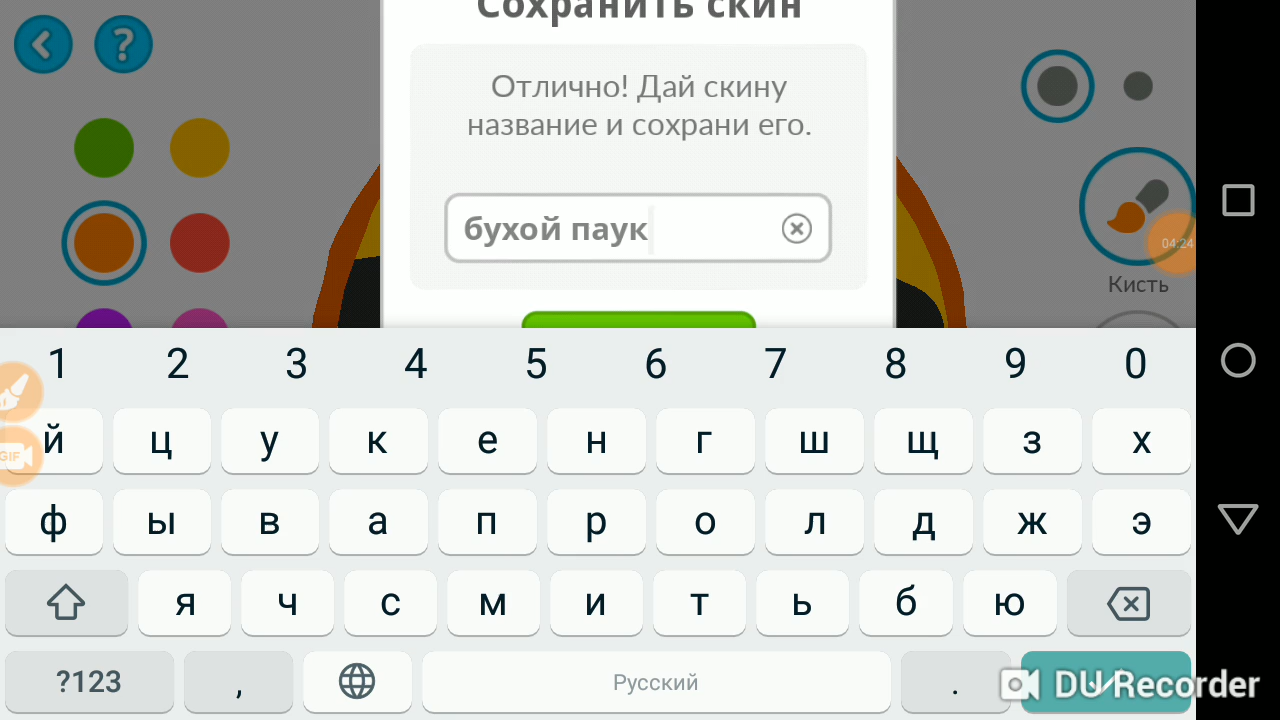 Сохранить скин
Отлично! Дай скину
название и сохрани его.
бухой паук
04:24
Кисть
1 2 3 4 5 6 7 8 9 0
GIF
й ц у к е н г ш щ з х
ф ы в а п р о л д ж э
я ч с м и т ь б ю
?123 , Русский .
DU Recorder